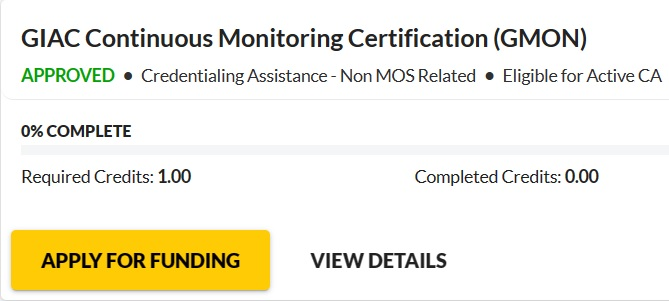 GIAC Continuous Monitoring Certification (GMON)
APPROVED ● Credentialing Assistance - Non MOS Related ● Eligible for Active CA
0% COMPLETE
Required Credits: 1.00 Completed Credits: 0.00
APPLY FOR FUNDING VIEW DETAILS